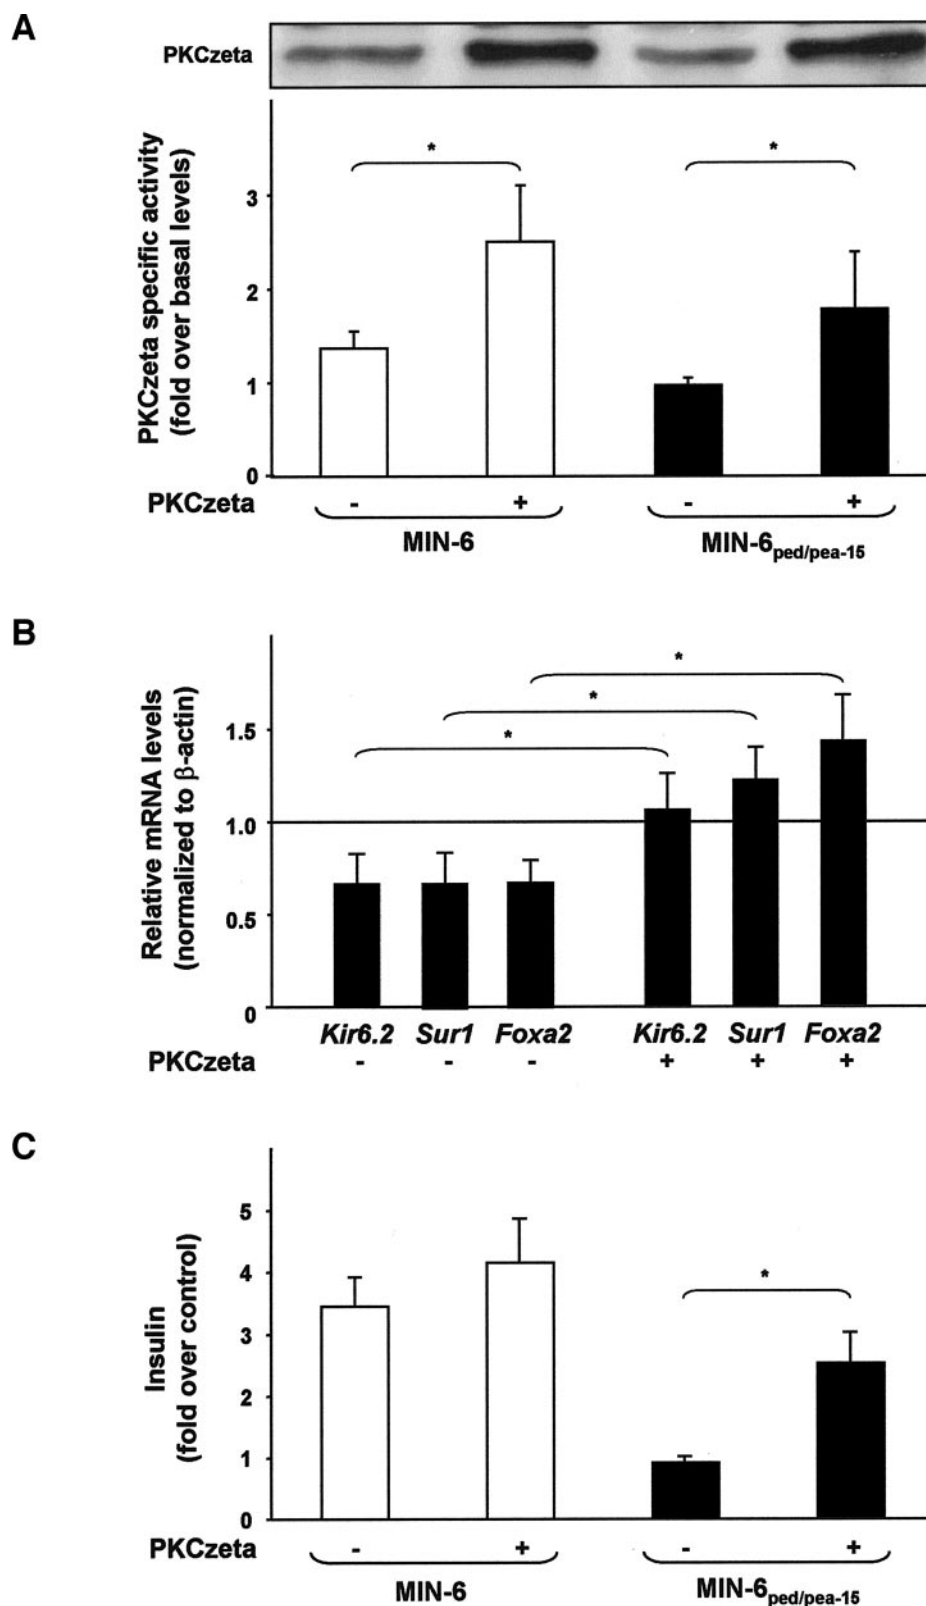 A
PKCzeta
PKCzeta specific activity
(fold over basal levels)
3
2
1
0
*
*
PKCzeta - + - +
MIN-6 MIN-6ped/pea-15
B
Relative mRNA levels
(normalized to β-actin)
1.5
1.0
0.5
0
*
*
*
Kir6.2 Sur1 Foxa2 Kir6.2 Sur1 Foxa2
PKCzeta - - - + + +
C
Insulin
(fold over control)
5
4
3
2
1
0
*
PKCzeta - + - +
MIN-6 MIN-6ped/pea-15